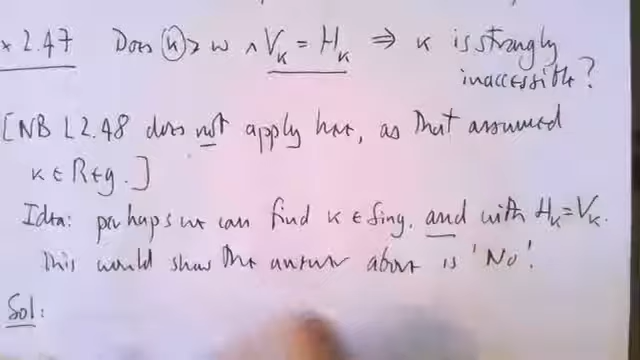 x 2.47 Does κ > ω ∧ V_κ = H_κ ⇒ κ is strongly
inaccessible?
[NB L2.48 does not apply here, as that assumed
κ ∈ Reg.]
Idea: perhaps we can find κ ∈ Sing. and with H_κ = V_κ.
This would show the answer above is 'No'.
Sol: